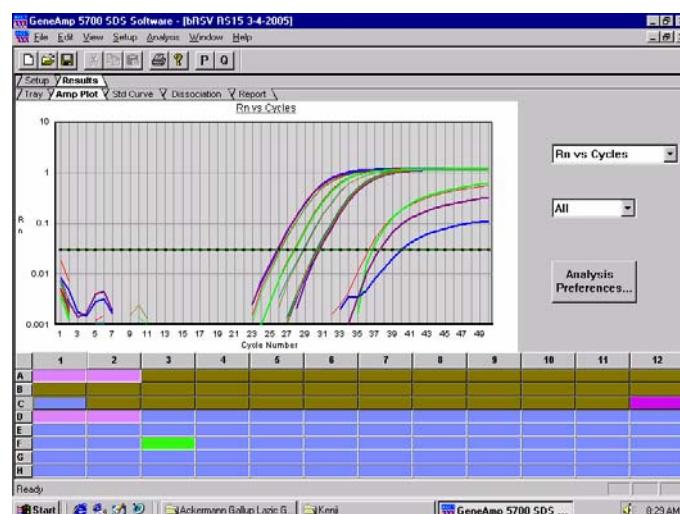 GeneAmp 5700 SDS Software - [bRSV RS15 3-4-2005]
File Edit View Setup Analysis Window Help
P Q
Setup Results
Tray Amp Plot Std Curve Dissociation Report
Rn vs Cycles
10
1
0.1
0.01
0.001
Rn
1 3 5 7 9 11 13 15 17 19 21 23 25 27 29 31 33 35 37 39 41 43 45 47 49
Cycle Number
Rn vs Cycles
All
Analysis
Preferences...
1 2 3 4 5 6 7 8 9 10 11 12
A
B
C
D
E
F
G
H
Ready
Start Ackermann Gallup Lazic G... Kenji GeneAmp 5700 SDS ... 8:29 AM